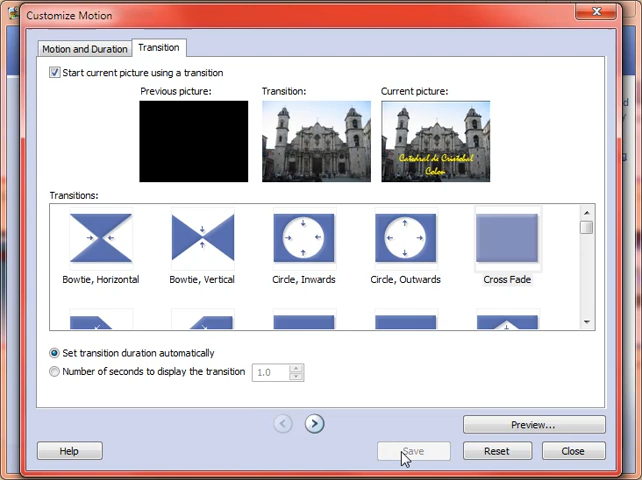 Customize Motion
Motion and Duration
Transition
Start current picture using a transition
Previous picture:
Transition:
Current picture:
Catedral de Cristobal
Colon
Transitions:
Bowtie, Horizontal
Bowtie, Vertical
Circle, Inwards
Circle, Outwards
Cross Fade
Set transition duration automatically
Number of seconds to display the transition
1.0
Preview...
Help
Save
Reset
Close